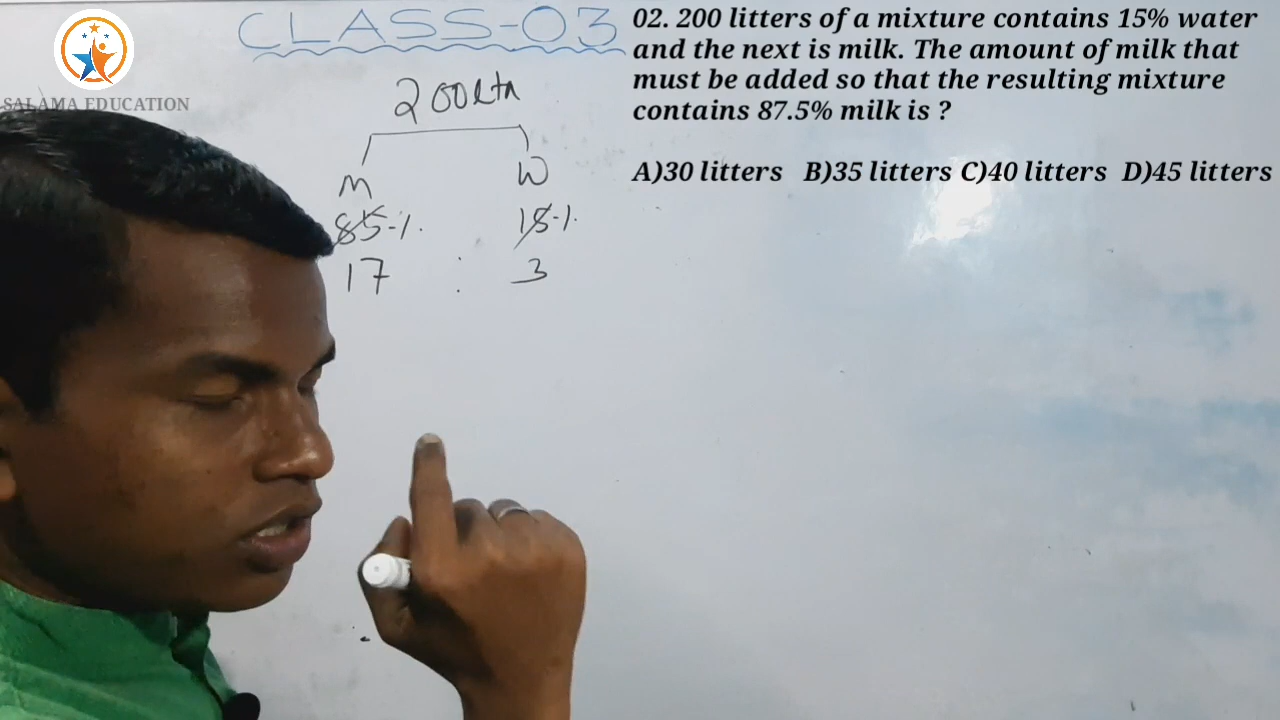 CLASS-03
SALAMA EDUCATION
02. 200 litters of a mixture contains 15% water
and the next is milk. The amount of milk that
must be added so that the resulting mixture
contains 87.5% milk is ?
A)30 litters B)35 litters C)40 litters D)45 litters
200 Ltr
M W
85% 15%
17 : 3